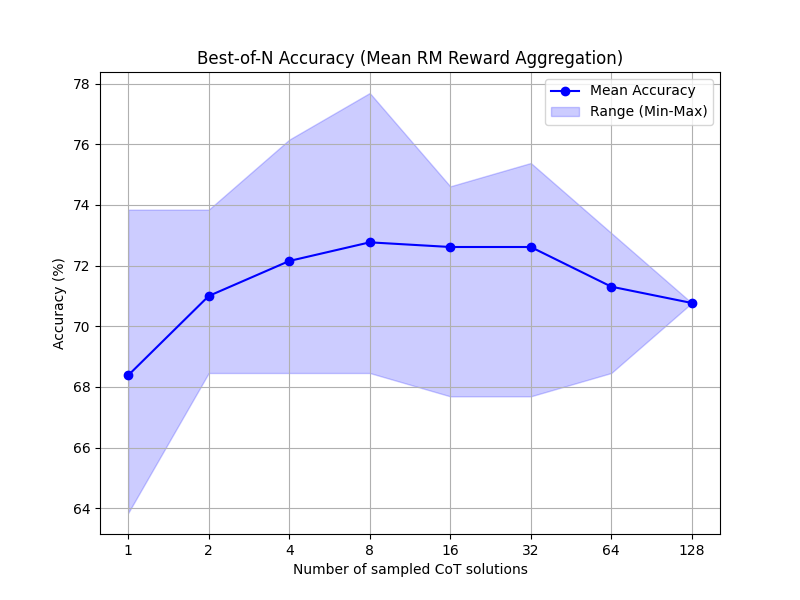 Best-of-N Accuracy (Mean RM Reward Aggregation)
Mean Accuracy
Range (Min-Max)
Accuracy (%)
78
76
74
72
70
68
66
64
1 2 4 8 16 32 64 128
Number of sampled CoT solutions